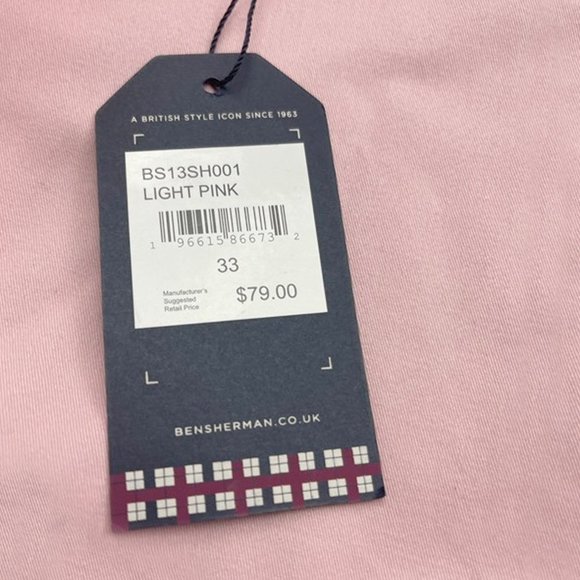 A BRITISH STYLE ICON SINCE 1963
BS13SH001
LIGHT PINK
1 96615 86673 2
33
Manufacturer's
Suggested
Retail Price
$79.00
BENSHERMAN.CO.UK